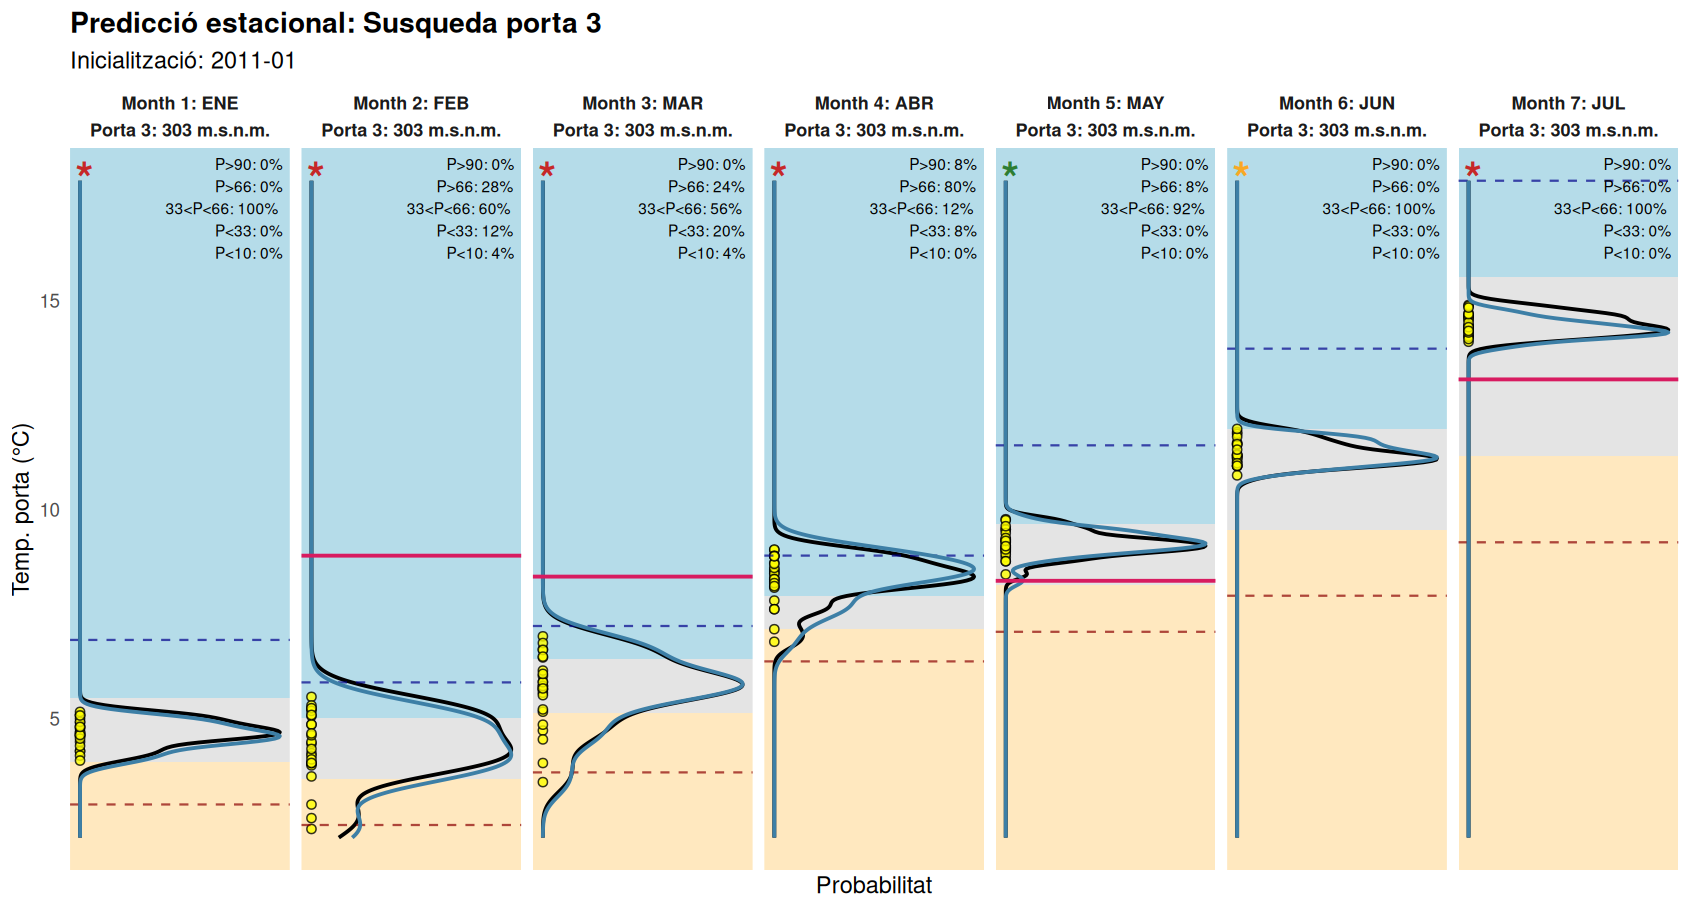 Predicció estacional: Susqueda porta 3
Inicialització: 2011-01
Month 1: ENE
Porta 3: 303 m.s.n.m.
Month 2: FEB
Porta 3: 303 m.s.n.m.
Month 3: MAR
Porta 3: 303 m.s.n.m.
Month 4: ABR
Porta 3: 303 m.s.n.m.
Month 5: MAY
Porta 3: 303 m.s.n.m.
Month 6: JUN
Porta 3: 303 m.s.n.m.
Month 7: JUL
Porta 3: 303 m.s.n.m.
*
P>90: 0%
P>66: 0%
33<P<66: 100%
P<33: 0%
P<10: 0%
*
P>90: 0%
P>66: 28%
33<P<66: 60%
P<33: 12%
P<10: 4%
*
P>90: 0%
P>66: 24%
33<P<66: 56%
P<33: 20%
P<10: 4%
*
P>90: 8%
P>66: 80%
33<P<66: 12%
P<33: 8%
P<10: 0%
*
P>90: 0%
P>66: 8%
33<P<66: 92%
P<33: 0%
P<10: 0%
*
P>90: 0%
P>66: 0%
33<P<66: 100%
P<33: 0%
P<10: 0%
*
P>90: 0%
P>66: 0%
33<P<66: 100%
P<33: 0%
P<10: 0%
15
10
5
Temp. porta (°C)
Probabilitat